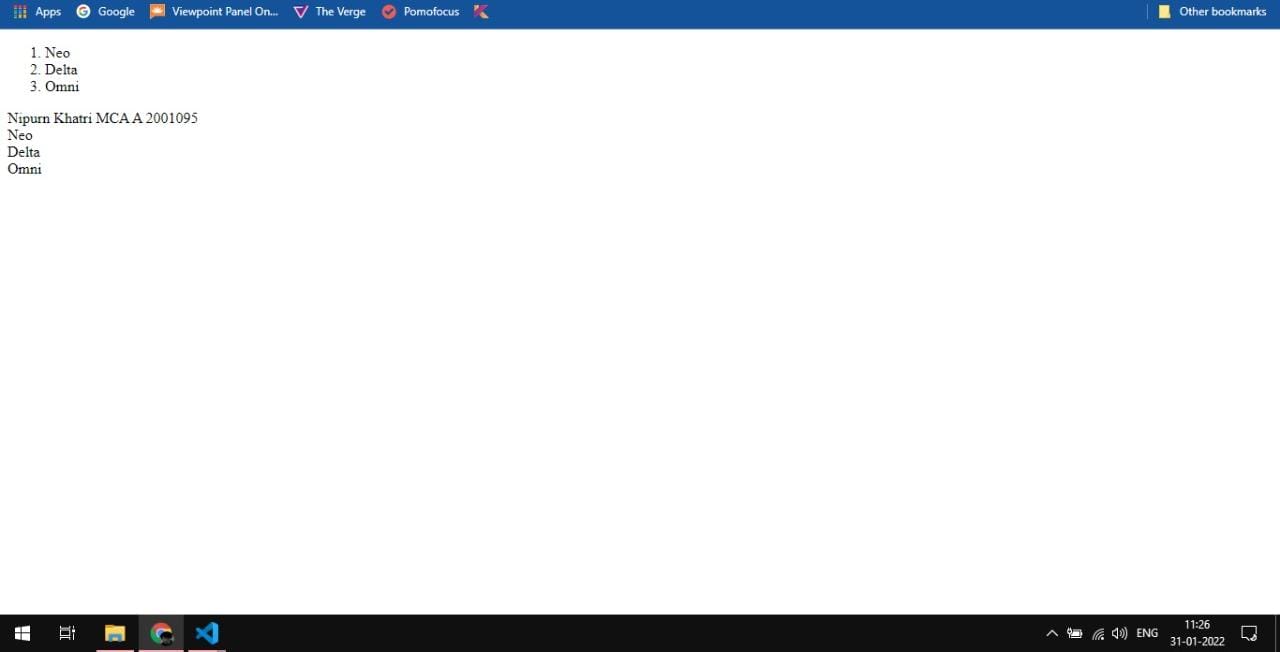 Apps Google Viewpoint Panel On... The Verge Pomofocus Other bookmarks
1. Neo
2. Delta
3. Omni
Nipurn Khatri MCA A 2001095
Neo
Delta
Omni
ENG 11:26
31-01-2022